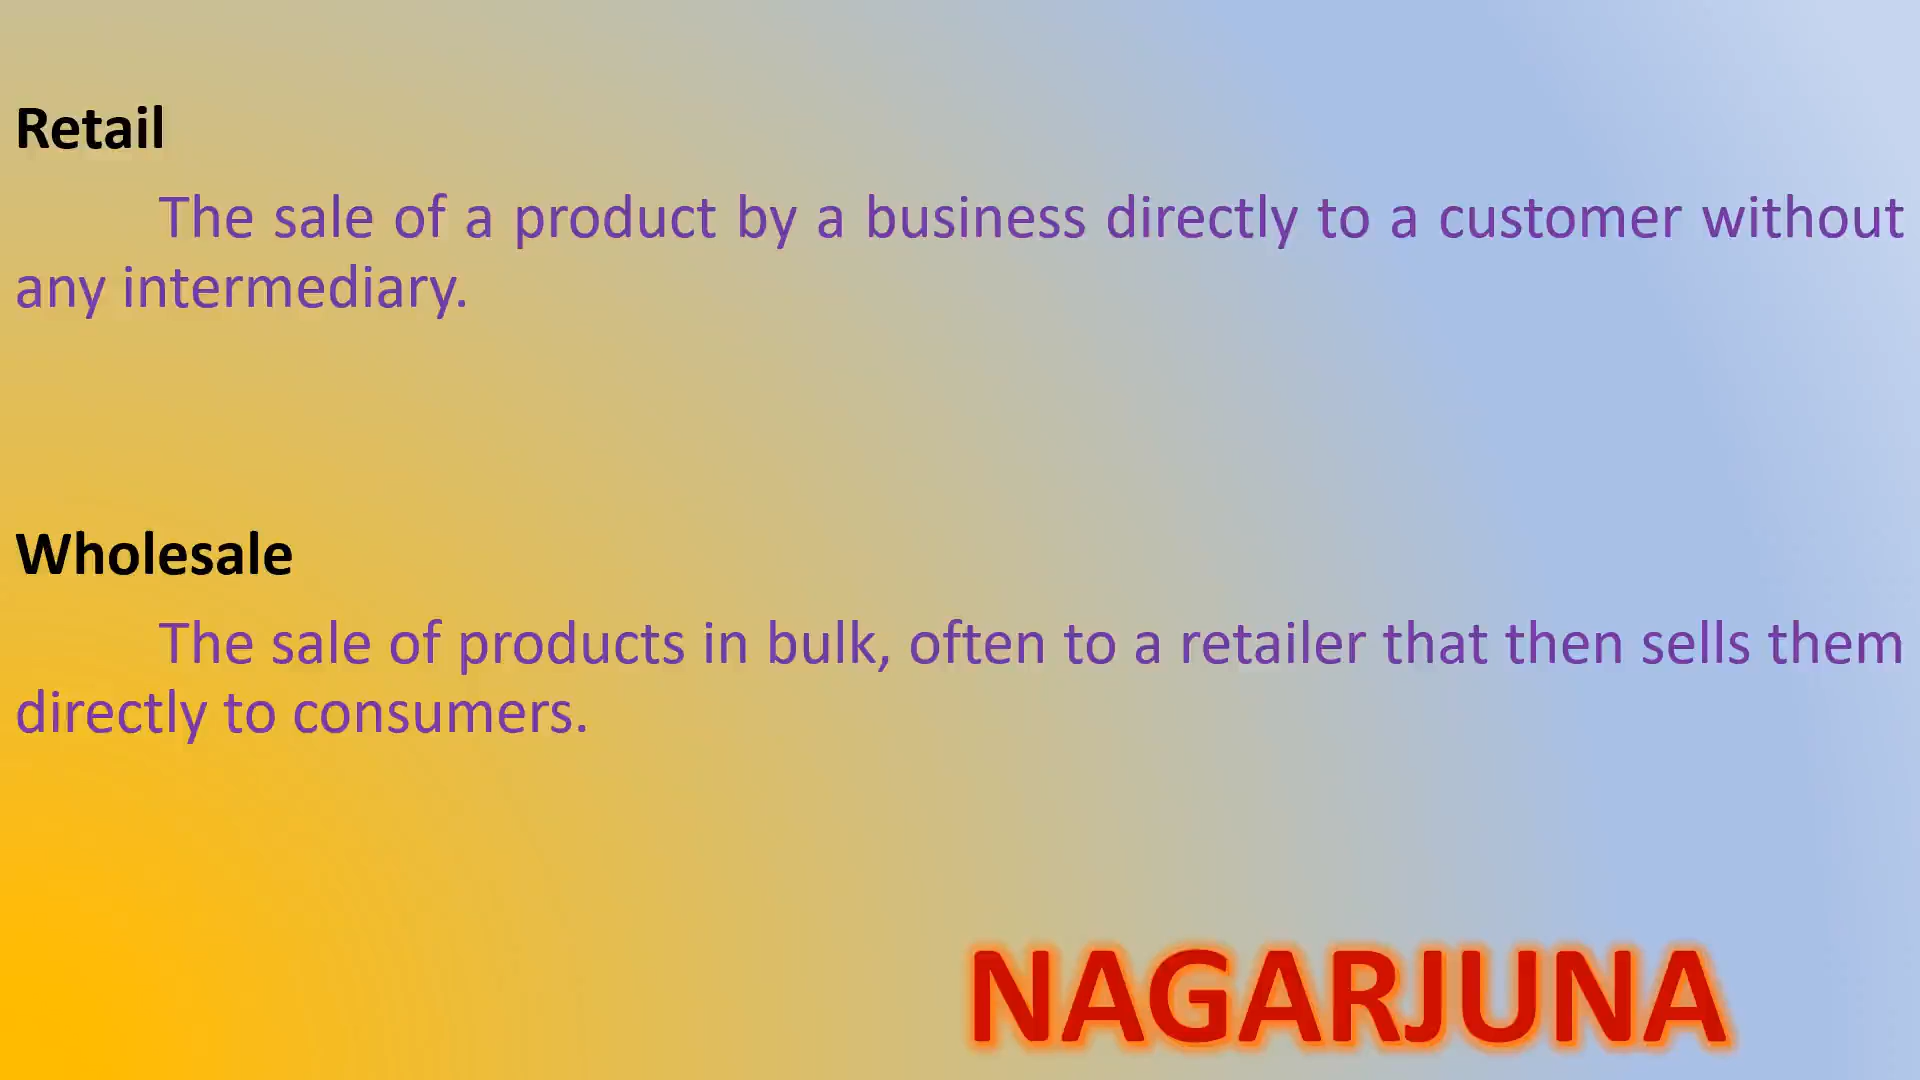 Retail
The sale of a product by a business directly to a customer without
any intermediary.
Wholesale
The sale of products in bulk, often to a retailer that then sells them
directly to consumers.
NAGARJUNA